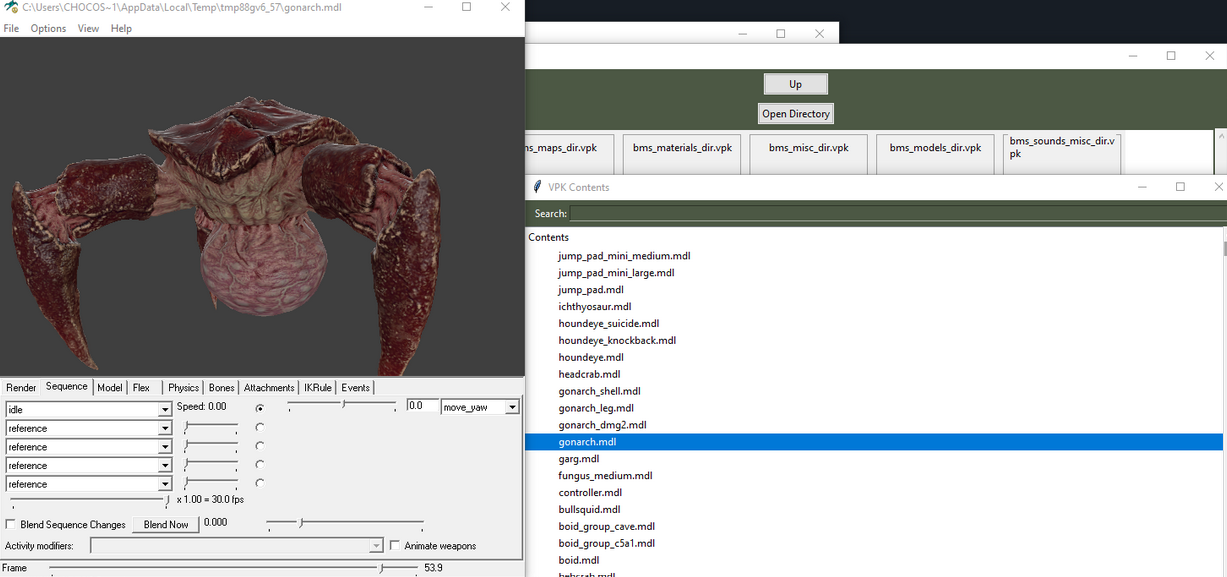 C:\Users\CHOCOS~1\AppData\Local\Temp\tmp88gv6_57\gonarch.mdl
File Options View Help
Up
Open Directory
ns_maps_dir.vpk
bms_materials_dir.vpk
bms_misc_dir.vpk
bms_models_dir.vpk
bms_sounds_misc_dir.v
pk
VPK Contents
Search:
Contents
jump_pad_mini_medium.mdl
jump_pad_mini_large.mdl
jump_pad.mdl
ichthyosaur.mdl
houndeye_suicide.mdl
houndeye_knockback.mdl
houndeye.mdl
headcrab.mdl
gonarch_shell.mdl
gonarch_leg.mdl
gonarch_dmg2.mdl
gonarch.mdl
garg.mdl
fungus_medium.mdl
controller.mdl
bullsquid.mdl
boid_group_cave.mdl
boid_group_c5a1.mdl
boid.mdl
Render Sequence Model Flex Physics Bones Attachments IKRule Events
idle Speed: 0.00 0.0 move_yaw
reference
reference
reference
reference
x 1.00 = 30.0 fps
Blend Sequence Changes Blend Now 0.000
Activity modifiers: Animate weapons
Frame 53.9